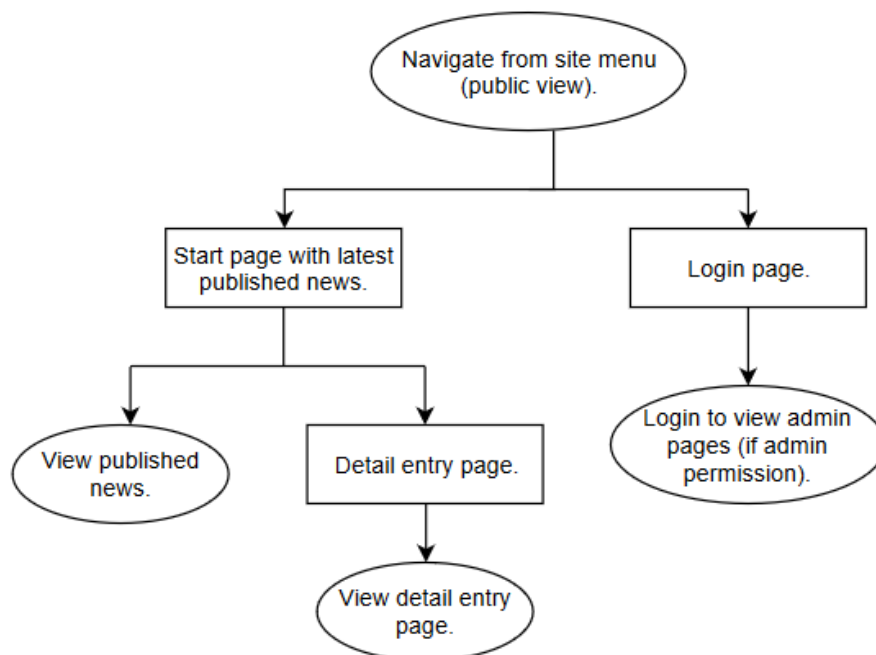 Navigate from site menu
(public view).
Start page with latest
published news.
Login page.
View published
news.
Detail entry page.
Login to view admin
pages (if admin
permission).
View detail entry
page.